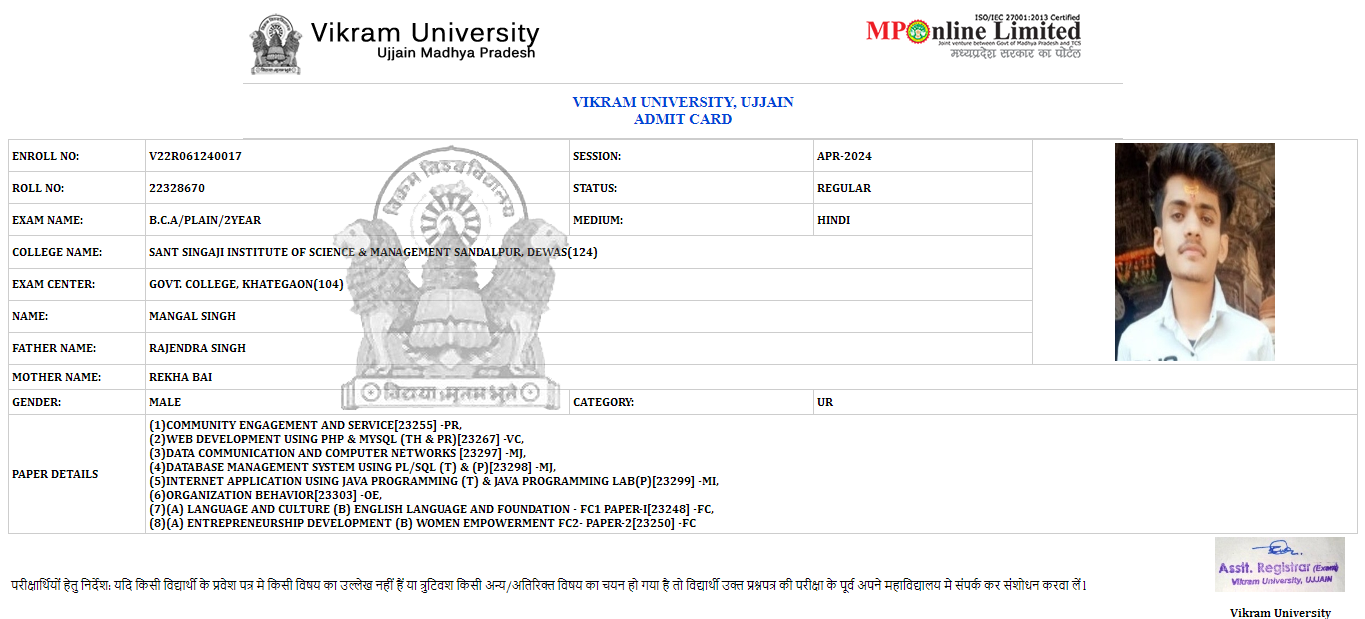 Vikram University
Ujjain Madhya Pradesh
ISO/IEC 27001:2013 Certified
MPOnline Limited
Joint venture between Govt of Madhya Pradesh and TCS
मध्यप्रदेश सरकार का पोर्टल
VIKRAM UNIVERSITY, UJJAIN
ADMIT CARD
ENROLL NO: V22R061240017 SESSION: APR-2024
ROLL NO: 22328670 STATUS: REGULAR
EXAM NAME: B.C.A/PLAIN/2YEAR MEDIUM: HINDI
COLLEGE NAME: SANT SINGAJI INSTITUTE OF SCIENCE & MANAGEMENT SANDALPUR, DEWAS(124)
EXAM CENTER: GOVT. COLLEGE, KHATEGAON(104)
NAME: MANGAL SINGH
FATHER NAME: RAJENDRA SINGH
MOTHER NAME: REKHA BAI
GENDER: MALE CATEGORY: UR
PAPER DETAILS
(1)COMMUNITY ENGAGEMENT AND SERVICE[23255] -PR,
(2)WEB DEVELOPMENT USING PHP & MYSQL (TH & PR)[23267] -VC,
(3)DATA COMMUNICATION AND COMPUTER NETWORKS [23297] -MJ,
(4)DATABASE MANAGEMENT SYSTEM USING PL/SQL (T) & (P)[23298] -MJ,
(5)INTERNET APPLICATION USING JAVA PROGRAMMING (T) & JAVA PROGRAMMING LAB(P)[23299] -MI,
(6)ORGANIZATION BEHAVIOR[23303] -OE,
(7)(A) LANGUAGE AND CULTURE (B) ENGLISH LANGUAGE AND FOUNDATION - FC1 PAPER-I[23248] -FC,
(8)(A) ENTREPRENEURSHIP DEVELOPMENT (B) WOMEN EMPOWERMENT FC2- PAPER-2[23250] -FC
विक्रम विश्वविद्यालय
परीक्षार्थियों हेतु निर्देश: यदि किसी विद्यार्थी के प्रवेश पत्र मे किसी विषय का उल्लेख नहीं हैं या त्रुटिवश किसी अन्य/अतिरिक्त विषय का चयन हो गया है तो विद्यार्थी उक्त प्रश्नपत्र की परीक्षा के पूर्व अपने महाविद्यालय मे संपर्क कर संशोधन करवा लें1
Assit. Registrar (Exam)
Vikram University, UJJAIN
Vikram University